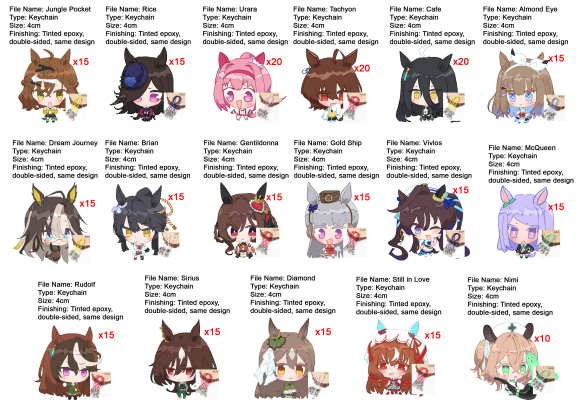 File Name: Jungle Pocket
Type: Keychain
Size: 4cm
Finishing: Tinted epoxy,
double-sided, same design
x15
File Name: Rice
Type: Keychain
Size: 4cm
Finishing: Tinted epoxy,
double-sided, same design
x15
File Name: Urara
Type: Keychain
Size: 4cm
Finishing: Tinted epoxy,
double-sided, same design
x20
File Name: Tachyon
Type: Keychain
Size: 4cm
Finishing: Tinted epoxy,
double-sided, same design
x20
File Name: Cafe
Type: Keychain
Size: 4cm
Finishing: Tinted epoxy,
double-sided, same design
x20
File Name: Almond Eye
Type: Keychain
Size: 4cm
Finishing: Tinted epoxy,
double-sided, same design
x15
File Name: Dream Journey
Type: Keychain
Size: 4cm
Finishing: Tinted epoxy,
double-sided, same design
x15
File Name: Brian
Type: Keychain
Size: 4cm
Finishing: Tinted epoxy,
double-sided, same design
x15
File Name: Gentildonna
Type: Keychain
Size: 4cm
Finishing: Tinted epoxy,
double-sided, same design
x15
File Name: Gold Ship
Type: Keychain
Size: 4cm
Finishing: Tinted epoxy,
double-sided, same design
x15
File Name: Vivlos
Type: Keychain
Size: 4cm
Finishing: Tinted epoxy,
double-sided, same design
x15
File Name: McQueen
Type: Keychain
Size: 4cm
Finishing: Tinted epoxy,
double-sided, same design
x15
File Name: Rudolf
Type: Keychain
Size: 4cm
Finishing: Tinted epoxy,
double-sided, same design
x15
File Name: Sirius
Type: Keychain
Size: 4cm
Finishing: Tinted epoxy,
double-sided, same design
x15
File Name: Diamond
Type: Keychain
Size: 4cm
Finishing: Tinted epoxy,
double-sided, same design
x15
File Name: Still in Love
Type: Keychain
Size: 4cm
Finishing: Tinted epoxy,
double-sided, same design
x15
File Name: Nimi
Type: Keychain
Size: 4cm
Finishing: Tinted epoxy,
double-sided, same design
x10